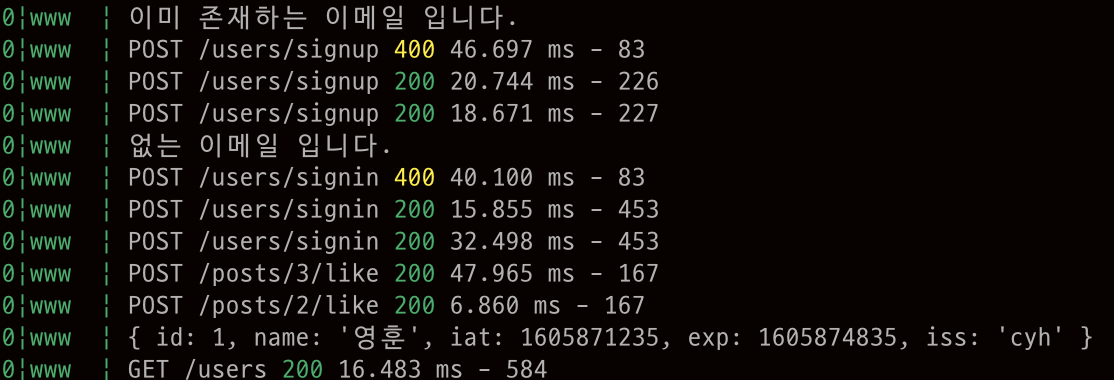 0|www  | 이미 존재하는 이메일 입니다.
0|www  | POST /users/signup 400 46.697 ms - 83
0|www  | POST /users/signup 200 20.744 ms - 226
0|www  | POST /users/signup 200 18.671 ms - 227
0|www  | 없는 이메일 입니다.
0|www  | POST /users/signin 400 40.100 ms - 83
0|www  | POST /users/signin 200 15.855 ms - 453
0|www  | POST /users/signin 200 32.498 ms - 453
0|www  | POST /posts/3/like 200 47.965 ms - 167
0|www  | POST /posts/2/like 200 6.860 ms - 167
0|www  | { id: 1, name: '영훈', iat: 1605871235, exp: 1605874835, iss: 'cyh' }
0|www  | GET /users 200 16.483 ms - 584